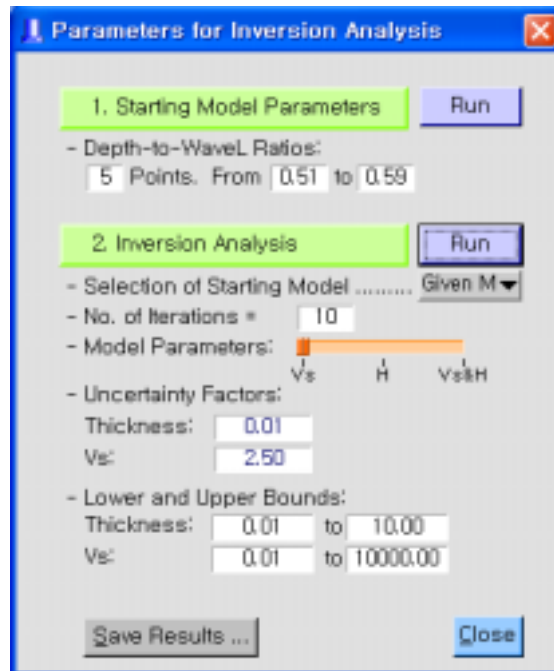 Parameters for Inversion Analysis
1. Starting Model Parameters Run
- Depth-to-WaveL Ratios:
5 Points. From 0.51 to 0.59
2. Inversion Analysis Run
- Selection of Starting Model ......... Given M
- No. of Iterations = 10
- Model Parameters:
Vs H Vs&H
- Uncertainty Factors:
Thickness: 0.01
Vs: 2.50
- Lower and Upper Bounds:
Thickness: 0.01 to 10.00
Vs: 0.01 to 10000.00
Save Results ... Close